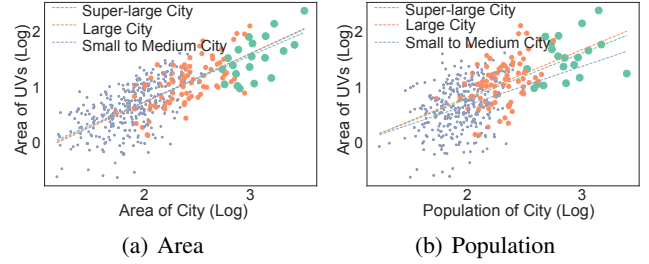 Super-large City
Large City
Small to Medium City
Area of UVs (Log)
2
1
0
2
3
Area of City (Log)
(a) Area
Super-large City
Large City
Small to Medium City
Area of UVs (Log)
2
1
0
2
3
Population of City (Log)
(b) Population